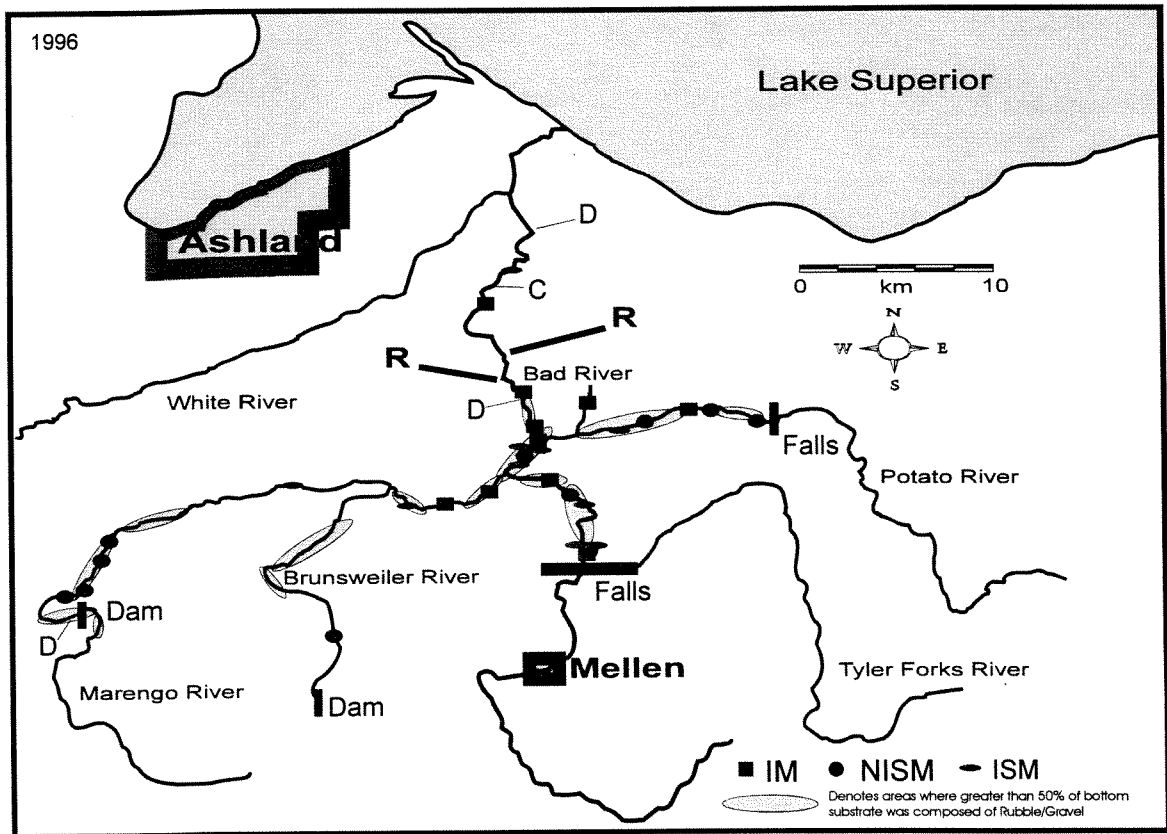 1996
Lake Superior
D
Ashland
C
0 km 10
N
W E
S
R
R
Bad River
White River
D
Falls
Potato River
Brunsweiler River
Falls
Dam
D
Mellen
Tyler Forks River
Marengo River
Dam
IM NISM ISM
Denotes areas where greater than 50% of bottom
substrate was composed of Rubble/Gravel